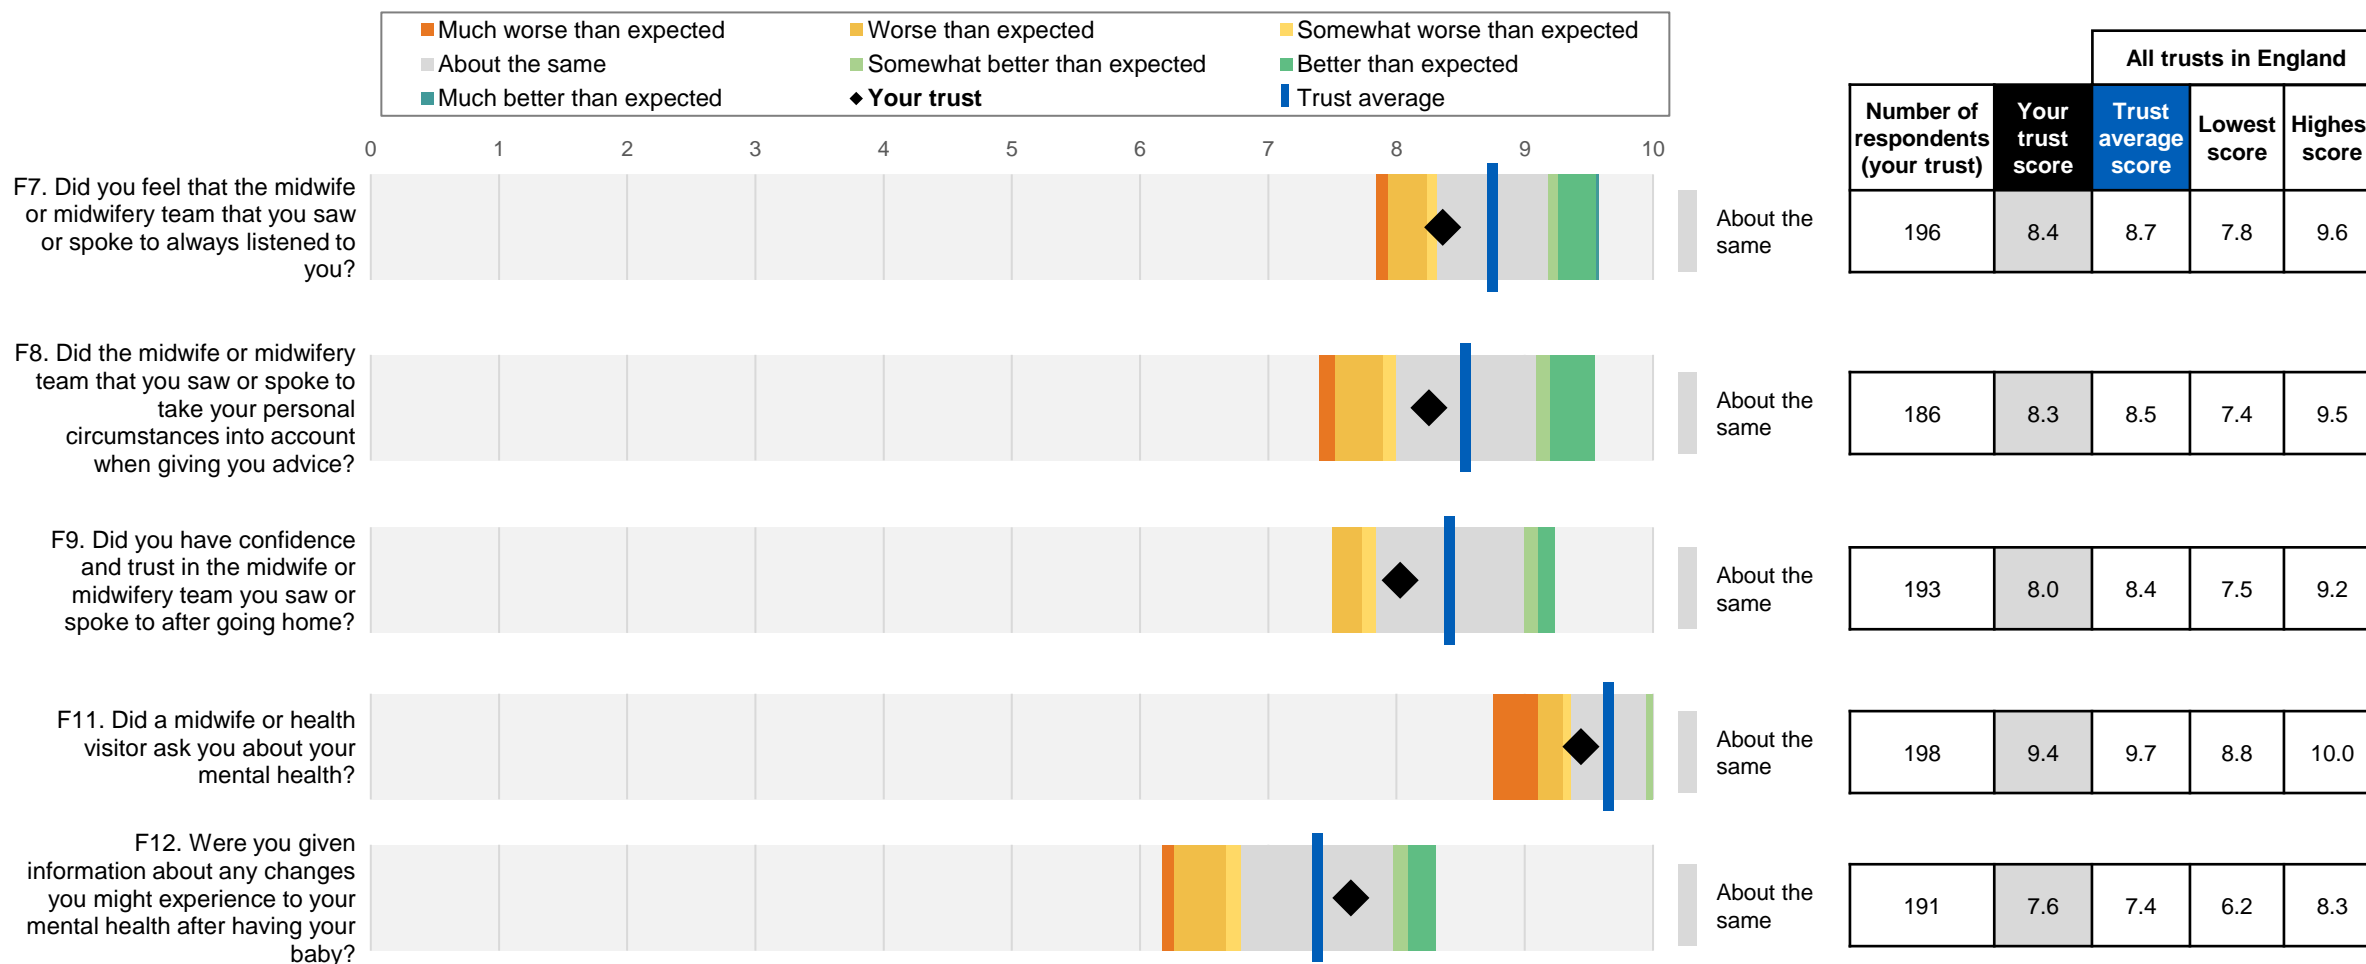 Much worse than expected
Worse than expected
Somewhat worse than expected
About the same
Somewhat better than expected
Better than expected
Much better than expected
Your trust
Trust average
All trusts in England
Number of
respondents
(your trust)
Your
trust
score
Trust
average
score
Lowest
score
Highes
score
0 1 2 3 4 5 6 7 8 9 10
F7. Did you feel that the midwife
or midwifery team that you saw
or spoke to always listened to
you?
About the
same
196 8.4 8.7 7.8 9.6
F8. Did the midwife or midwifery
team that you saw or spoke to
take your personal
circumstances into account
when giving you advice?
About the
same
186 8.3 8.5 7.4 9.5
F9. Did you have confidence
and trust in the midwife or
midwifery team you saw or
spoke to after going home?
About the
same
193 8.0 8.4 7.5 9.2
F11. Did a midwife or health
visitor ask you about your
mental health?
About the
same
198 9.4 9.7 8.8 10.0
F12. Were you given
information about any changes
you might experience to your
mental health after having your
baby?
About the
same
191 7.6 7.4 6.2 8.3